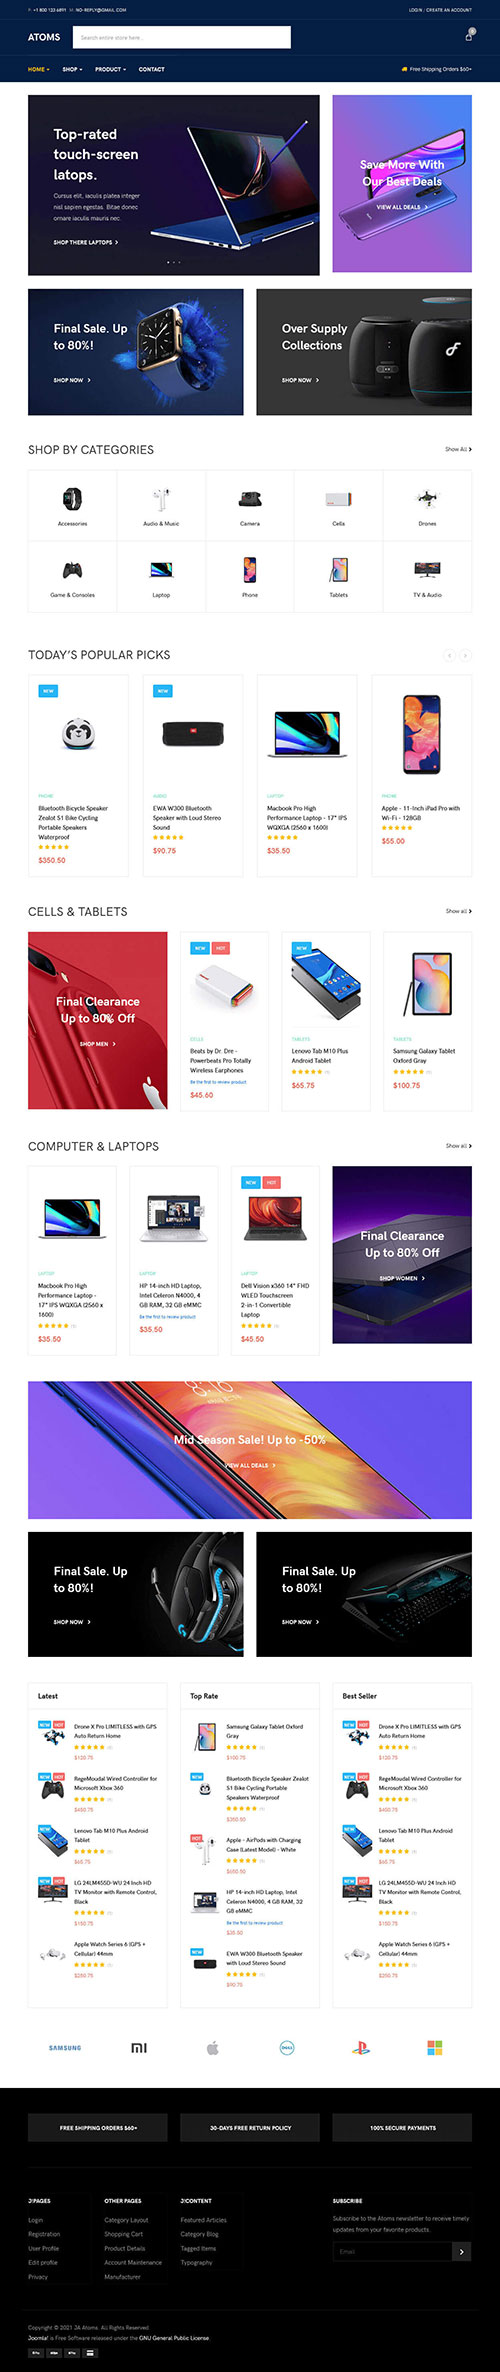 P: +1 800 123 6891 M: NO-REPLY@GMAIL.COM
LOGIN / CREATE AN ACCOUNT
ATOMS
Search entire store here...
0
HOME
SHOP
PRODUCT
CONTACT
Free Shipping Orders $60+
Top-rated
touch-screen
latops.
Cursus elit, iaculis platea integer
nisl sapien egestas. Bitae donec
ornare iaculis mauris nec.
SHOP THERE LAPTOPS
Save More With
Our Best Deals
VIEW ALL DEALS
Final Sale. Up
to 80%!
SHOP NOW
Over Supply
Collections
SHOP NOW
SHOP BY CATEGORIES
Show All
Accessories
Audio & Music
Camera
Cells
Drones
Game & Consoles
Laptop
Phone
Tablets
TV & Audio
TODAY'S POPULAR PICKS
NEW
PHONE
Bluetooth Bicycle Speaker
Zealot S1 Bike Cycling
Portable Speakers
Waterproof
$350.50
NEW
AUDIO
EWA W300 Bluetooth
Speaker with Loud Stereo
Sound
$90.75
LAPTOP
Macbook Pro High
Performance Laptop - 17" IPS
WQXGA (2560 x 1600)
$35.50
PHONE
Apple - 11-Inch iPad Pro with
Wi-Fi - 128GB
$55.00
CELLS & TABLETS
Show all
Final Clearance
Up to 80% Off
SHOP MEN
NEW HOT
CELLS
Beats by Dr. Dre -
Powerbeats Pro Totally
Wireless Earphones
Be the first to review product
$45.60
NEW
TABLETS
Lenovo Tab M10 Plus
Android Tablet
$65.75
TABLETS
Samsung Galaxy Tablet
Oxford Gray
$100.75
COMPUTER & LAPTOPS
Show all
LAPTOP
Macbook Pro High
Performance Laptop -
17" IPS WQXGA (2560 x
1600)
$35.50
LAPTOP
HP 14-inch HD Laptop,
Intel Celeron N4000, 4
GB RAM, 32 GB eMMC
Be the first to review product
$35.50
NEW HOT
LAPTOP
Dell Vision x360 14" FHD
WLED Touchscreen
2-in-1 Convertible
Laptop
$45.50
Final Clearance
Up to 80% Off
SHOP WOMEN
Mid Season Sale! Up to -50%
VIEW ALL DEALS
Final Sale. Up
to 80%!
SHOP NOW
Final Sale. Up
to 80%!
SHOP NOW
Latest
NEW HOT
Drone X Pro LIMITLESS with GPS
Auto Return Home
$120.75
NEW HOT
RegeMoudal Wired Controller for
Microsoft Xbox 360
$450.75
NEW
Lenovo Tab M10 Plus Android
Tablet
$65.75
NEW HOT
LG 24LM455D-WU 24 Inch HD
TV Monitor with Remote Control,
Black
$150.75
Apple Watch Series 6 (GPS +
Cellular) 44mm
$250.75
Top Rate
Samsung Galaxy Tablet Oxford
Gray
$100.75
NEW
Bluetooth Bicycle Speaker Zealot
S1 Bike Cycling Portable
Speakers Waterproof
$350.50
HOT
Apple - AirPods with Charging
Case (Latest Model) - White
$650.50
HP 14-inch HD Laptop, Intel
Celeron N4000, 4 GB RAM, 32
GB eMMC
Be the first to review product
$35.50
NEW
EWA W300 Bluetooth Speaker
with Loud Stereo Sound
$90.75
Best Seller
NEW HOT
Drone X Pro LIMITLESS with GPS
Auto Return Home
$120.75
NEW HOT
RegeMoudal Wired Controller for
Microsoft Xbox 360
$450.75
NEW
Lenovo Tab M10 Plus Android
Tablet
$65.75
NEW HOT
LG 24LM455D-WU 24 Inch HD
TV Monitor with Remote Control,
Black
$150.75
Apple Watch Series 6 (GPS +
Cellular) 44mm
$250.75
SAMSUNG
MI
DELL
FREE SHIPPING ORDERS $60+
30-DAYS FREE RETURN POLICY
100% SECURE PAYMENTS
J!PAGES
Login
Registration
User Profile
Edit profile
Privacy
OTHER PAGES
Category Layout
Shopping Cart
Product Details
Account Maintenance
Manufacturer
J!CONTENT
Featured Articles
Category Blog
Tagged Items
Typography
SUBSCRIBE
Subscribe to the Atoms newsletter to receive timely
updates from your favorite products.
Email
Copyright © 2021 JA Atoms. All Rights Reserved.
Joomla! is Free Software released under the GNU General Public License.